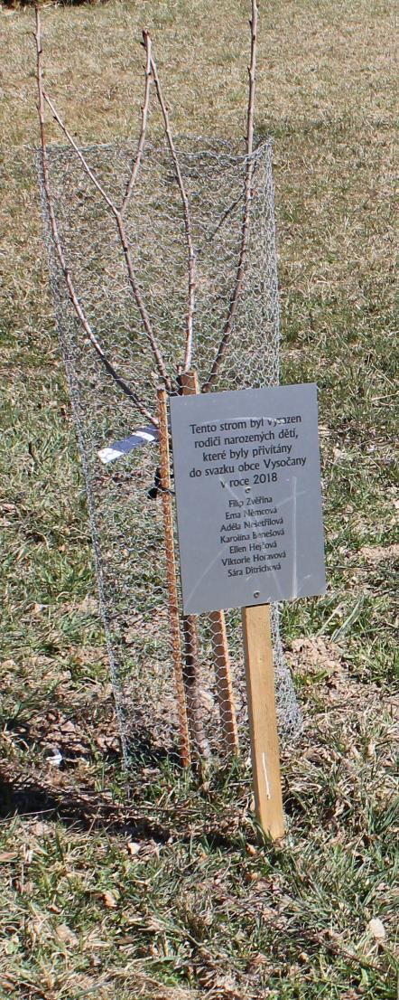 Tento strom byl vysazen
rodiči narozených dětí,
které byly přivítány
do svazku obce Vysočany
v roce 2018
Filip Zvěřina
Ema Němcová
Adéla Nešetřilová
Karolína Benešová
Ellen Hejčová
Viktorie Horavová
Sára Ditrichová